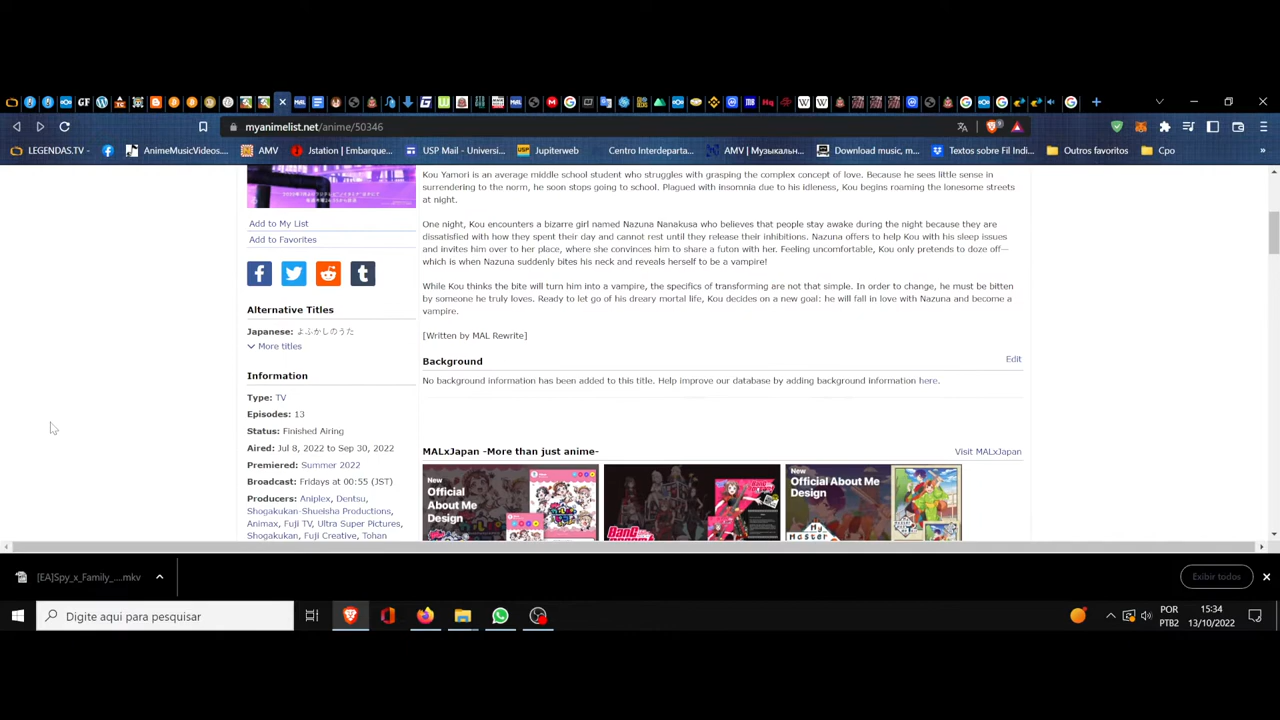 myanimelist.net/anime/50346
LEGENDAS.TV
AnimeMusicVideos...
AMV
Jstation | Embarque...
USP Mail - Universi...
Jupiterweb
Centro Interdeparta...
AMV | Музыкальн...
Download music, m...
Textos sobre Fil Indi...
Outros favoritos
Cpo
Kou Yamori is an average middle school student who struggles with grasping the complex concept of love. Because he sees little sense in
surrendering to the norm, he soon stops going to school. Plagued with insomnia due to his idleness, Kou begins roaming the lonesome streets
at night.
One night, Kou encounters a bizarre girl named Nazuna Nanakusa who believes that people stay awake during the night because they are
dissatisfied with how they spent their day and cannot rest until they release their inhibitions. Nazuna offers to help Kou with his sleep issues
and invites him over to her place, where she convinces him to share a futon with her. Feeling uncomfortable, Kou only pretends to doze off—
which is when Nazuna suddenly bites his neck and reveals herself to be a vampire!
While Kou thinks the bite will turn him into a vampire, the specifics of transforming are not that simple. In order to change, he must be bitten
by someone he truly loves. Ready to let go of his dreary mortal life, Kou decides on a new goal: he will fall in love with Nazuna and become a
vampire.
[Written by MAL Rewrite]
Background
Edit
No background information has been added to this title. Help improve our database by adding background information here.
MALxJapan -More than just anime-
Visit MALxJapan
New
Official
About Me
Design
New
Official About Me
Design
My
Master
Add to My List
Add to Favorites
Alternative Titles
Japanese: よふかしのうた
More titles
Information
Type: TV
Episodes: 13
Status: Finished Airing
Aired: Jul 8, 2022 to Sep 30, 2022
Premiered: Summer 2022
Broadcast: Fridays at 00:55 (JST)
Producers: Aniplex, Dentsu,
Shogakukan-Shueisha Productions,
Animax, Fuji TV, Ultra Super Pictures,
Shogakukan, Fuji Creative, Tohan
[EA]Spy_x_Family_....mkv
Exibir todos
Digite aqui para pesquisar
POR
PTB2
15:34
13/10/2022